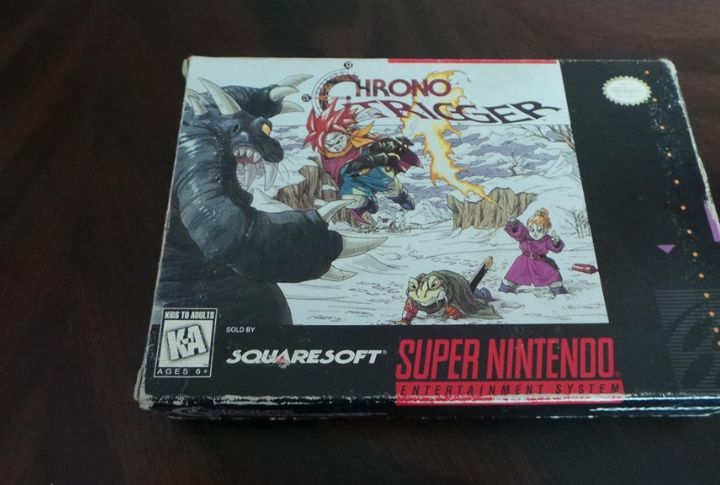 CHRONO
TRIGGER
KIDS TO ADULTS
K-A
AGES 6+
SOLD BY
SQUARESOFT®
SUPER NINTENDO
ENTERTAINMENT SYSTEM